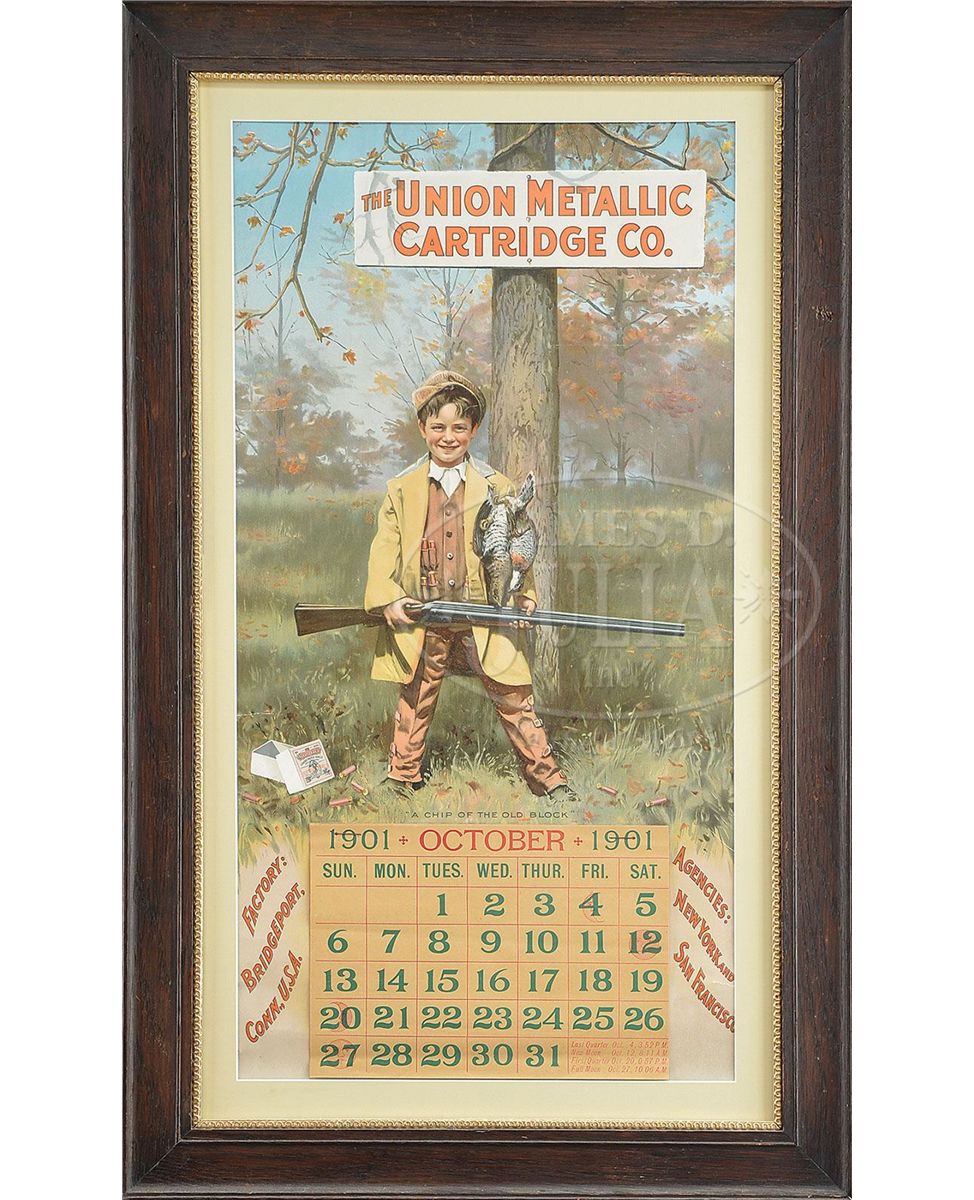 THE UNION METALLIC
CARTRIDGE CO.
JAMES D.
JULIA
Inc.
"A CHIP OF THE OLD BLOCK"
1901 + OCTOBER + 1901
SUN. MON. TUES. WED. THUR. FRI. SAT.
1 2 3 4 5
6 7 8 9 10 11 12
13 14 15 16 17 18 19
20 21 22 23 24 25 26
27 28 29 30 31
Last Quarter Oct. 4, 3.52 P.M.
New Moon Oct. 12, 8.11 A.M.
First Quarter Oct. 20, 0.57 P.M.
Full Moon Oct. 27, 10.06 A.M.
FACTORY:
BRIDGEPORT,
CONN., U.S.A.
AGENCIES:
NEW YORK AND
SAN FRANCISCO